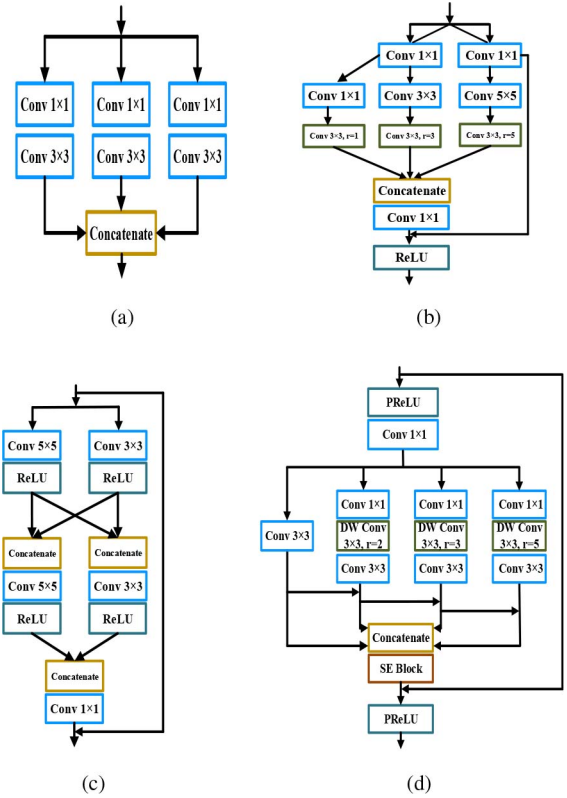 Conv 1×1 Conv 1×1 Conv 1×1
Conv 3×3 Conv 3×3 Conv 3×3
Concatenate
(a)
Conv 1×1 Conv 1×1
Conv 1×1 Conv 3×3 Conv 5×5
Conv 3×3, r=1 Conv 3×3, r=3 Conv 3×3, r=5
Concatenate
Conv 1×1
ReLU
(b)
Conv 5×5 Conv 3×3
ReLU ReLU
Concatenate Concatenate
Conv 5×5 Conv 3×3
ReLU ReLU
Concatenate
Conv 1×1
(c)
PReLU
Conv 1×1
Conv 1×1 Conv 1×1 Conv 1×1
Conv 3×3
DW Conv DW Conv DW Conv
3×3, r=2 3×3, r=3 3×3, r=5
Conv 3×3 Conv 3×3 Conv 3×3
Concatenate
SE Block
PReLU
(d)